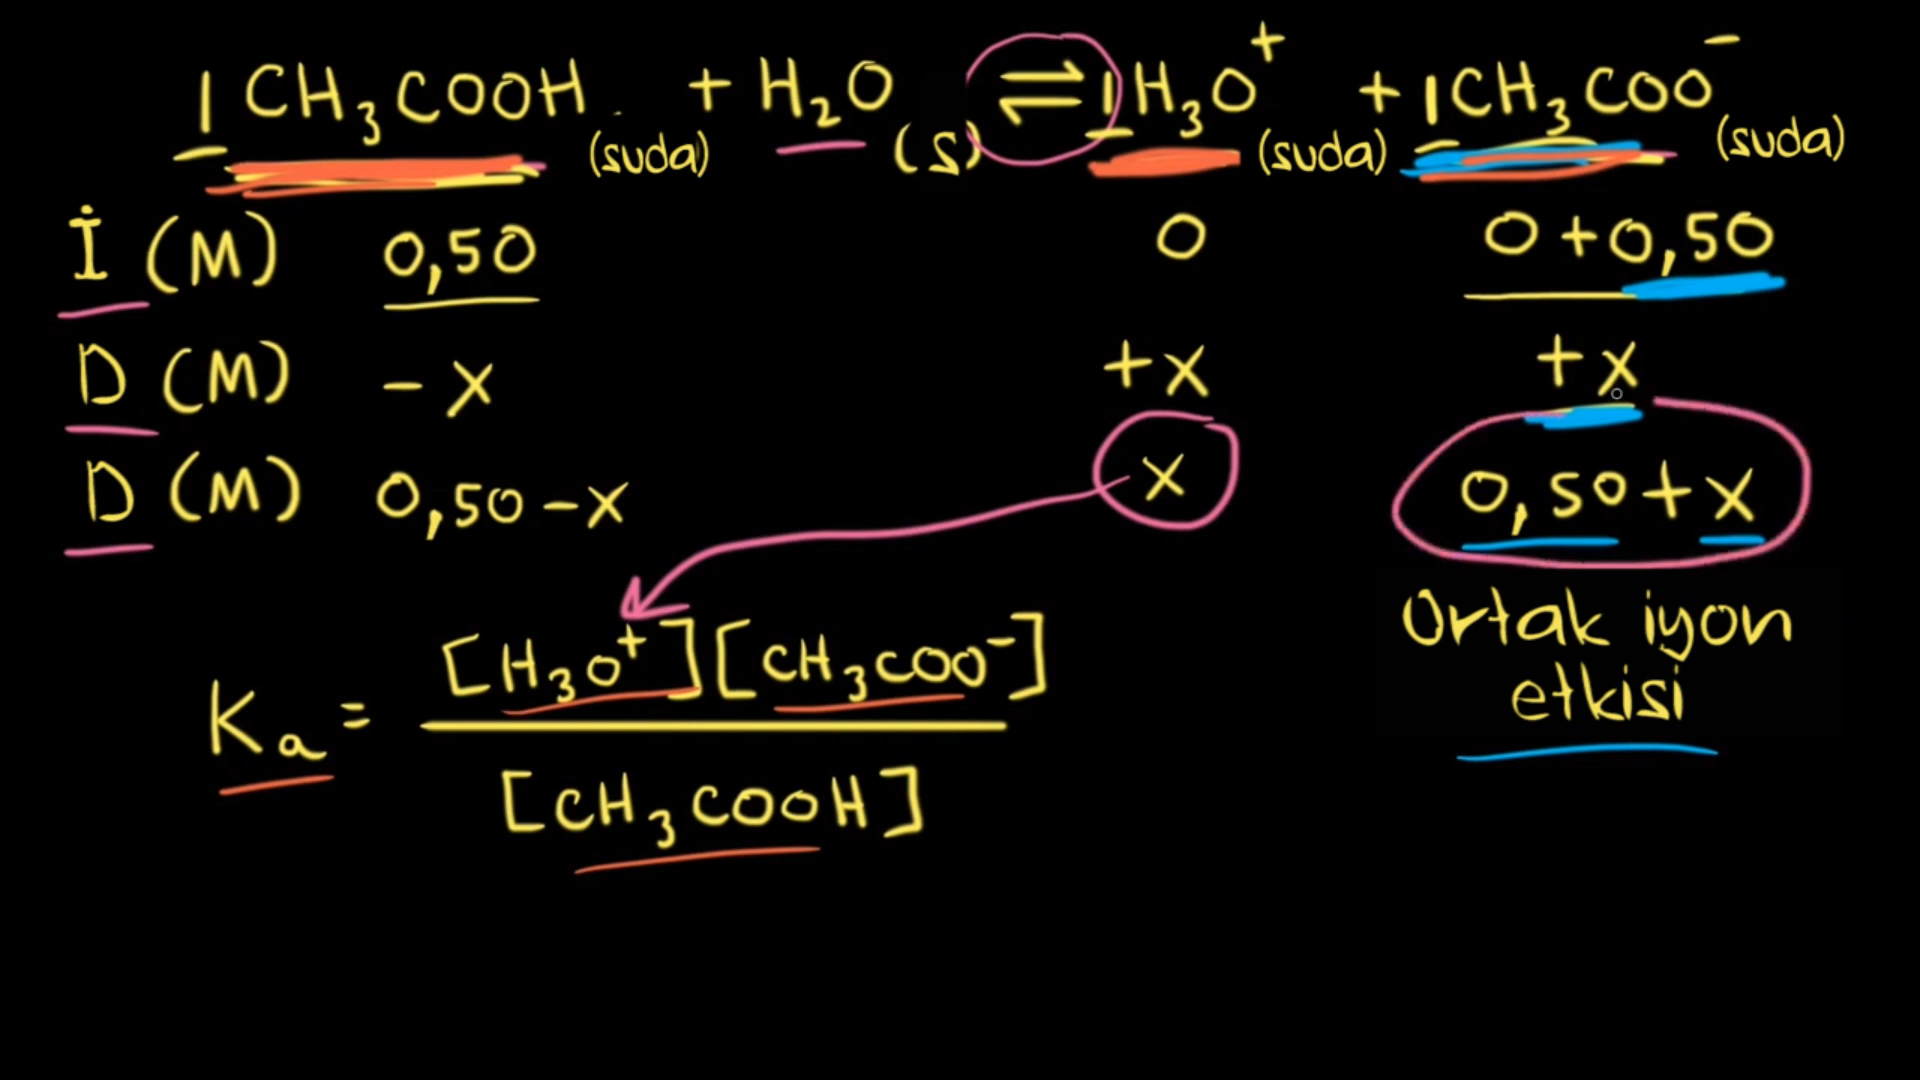 1 CH₃COOH (suda) + H₂O (s) ⇌ 1 H₃O⁺ (suda) + 1 CH₃COO⁻ (suda)
İ (M) 0,50 0 0 + 0,50
D (M) - x + x + x
D (M) 0,50 - x x 0,50 + x
Ortak iyon
etkisi
Kₐ = [H₃O⁺] [CH₃COO⁻]
[CH₃COOH]